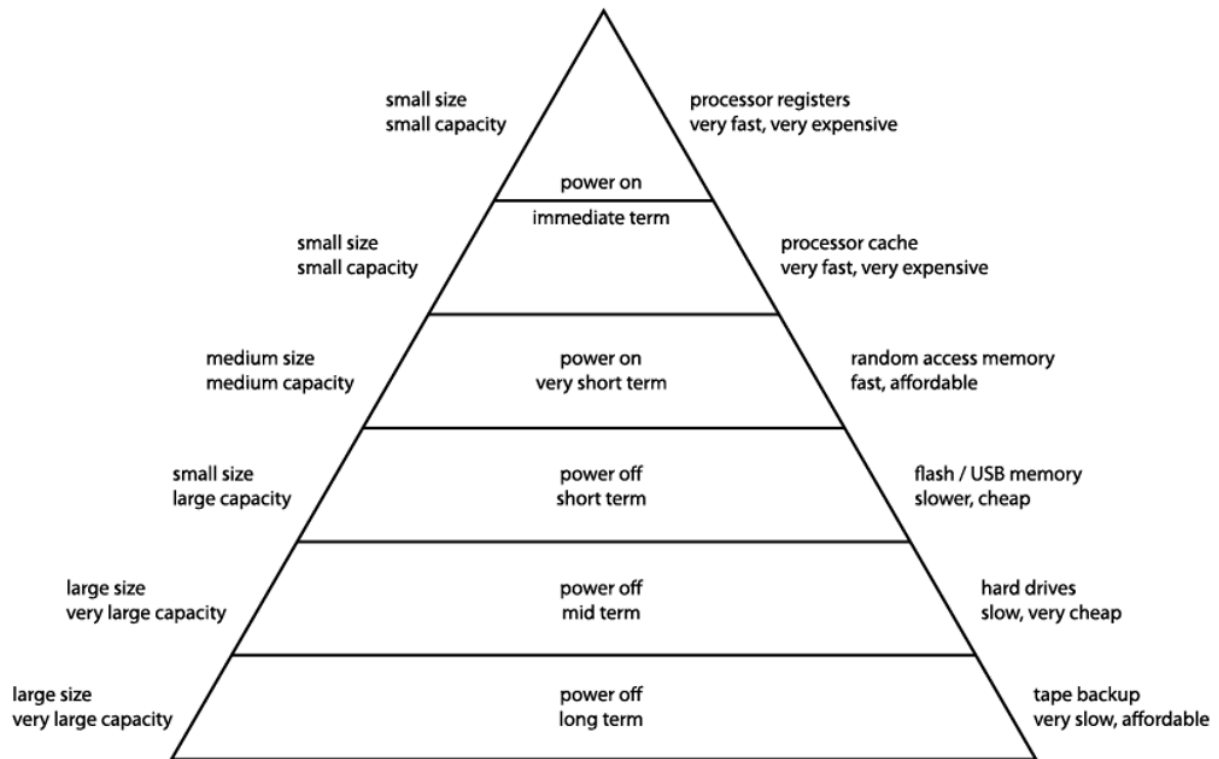 small size
small capacity
processor registers
very fast, very expensive
power on
immediate term
small size
small capacity
processor cache
very fast, very expensive
medium size
medium capacity
power on
very short term
random access memory
fast, affordable
small size
large capacity
power off
short term
flash / USB memory
slower, cheap
large size
very large capacity
power off
mid term
hard drives
slow, very cheap
large size
very large capacity
power off
long term
tape backup
very slow, affordable